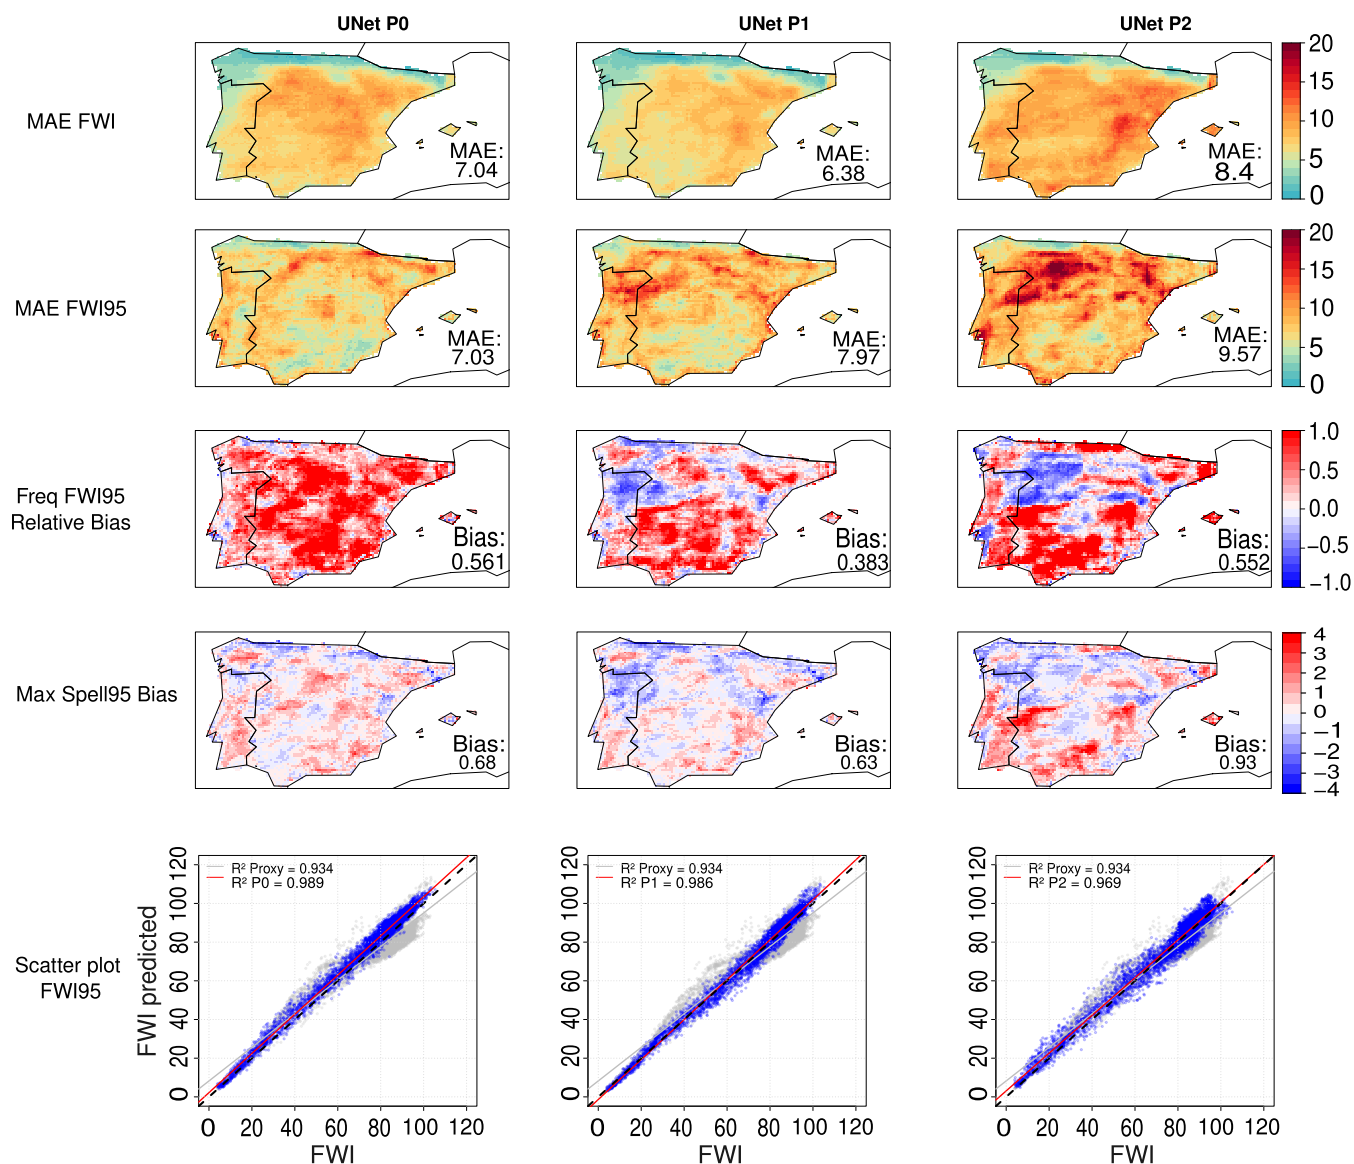 UNet P0
UNet P1
UNet P2
MAE FWI
MAE:
7.04
MAE:
6.38
MAE:
8.4
20
15
10
5
0
MAE FWI95
MAE:
7.03
MAE:
7.97
MAE:
9.57
20
15
10
5
0
Freq FWI95
Relative Bias
Bias:
0.561
Bias:
0.383
Bias:
0.552
1.0
0.5
0.0
−0.5
−1.0
Max Spell95 Bias
Bias:
0.68
Bias:
0.63
Bias:
0.93
4
3
2
1
0
−1
−2
−3
−4
Scatter plot
FWI95
FWI predicted
120
100
80
60
40
20
0
R² Proxy = 0.934
R² P0 = 0.989
0 20 40 60 80 100 120
FWI
120
100
80
60
40
20
0
R² Proxy = 0.934
R² P1 = 0.986
0 20 40 60 80 100 120
FWI
120
100
80
60
40
20
0
R² Proxy = 0.934
R² P2 = 0.969
0 20 40 60 80 100 120
FWI